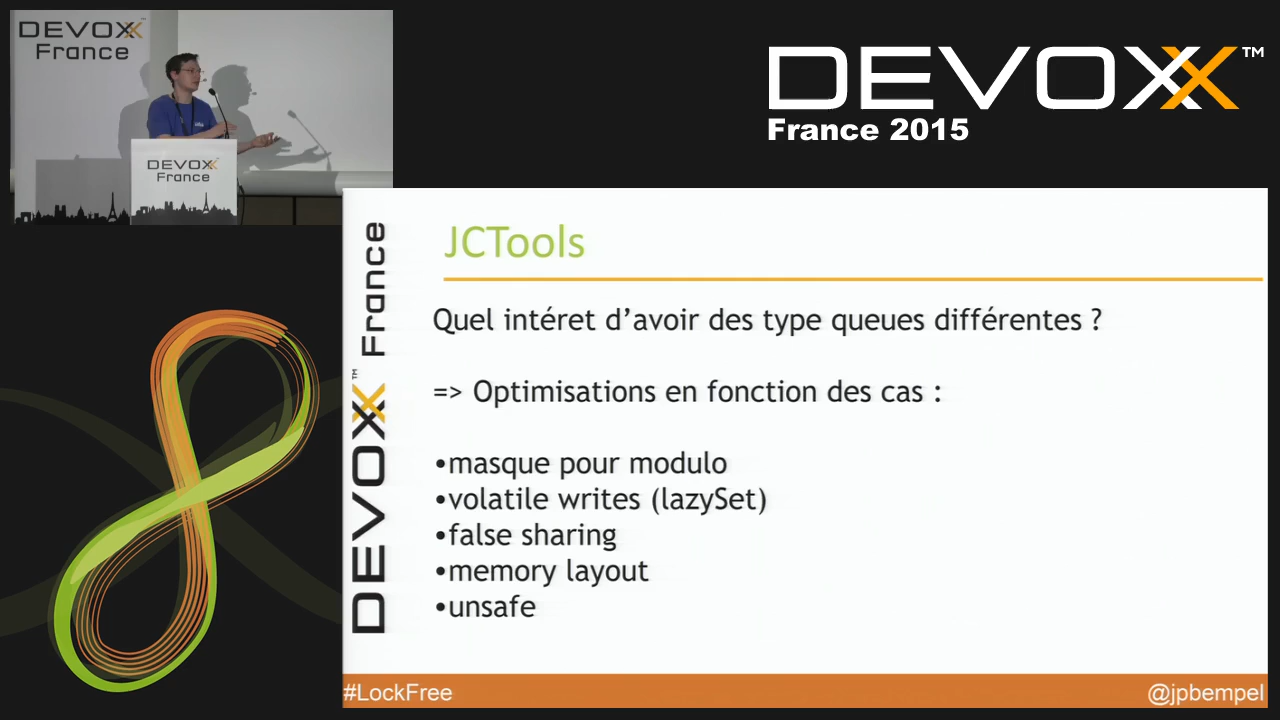 DEVOXX
France
DEVOXX
France
DEVOXX™
France 2015
DEVOXX™ France
JCTools
Quel intéret d’avoir des type queues différentes ?
=> Optimisations en fonction des cas :
•masque pour modulo
•volatile writes (lazySet)
•false sharing
•memory layout
•unsafe
#LockFree
@jpbempel